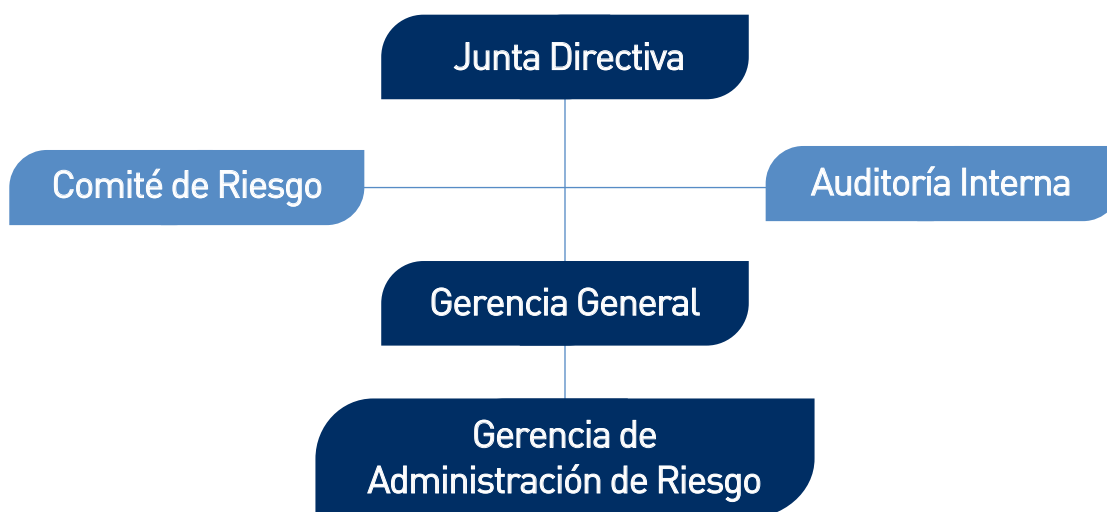 Junta Directiva
Comité de Riesgo
Auditoría Interna
Gerencia General
Gerencia de
Administración de Riesgo